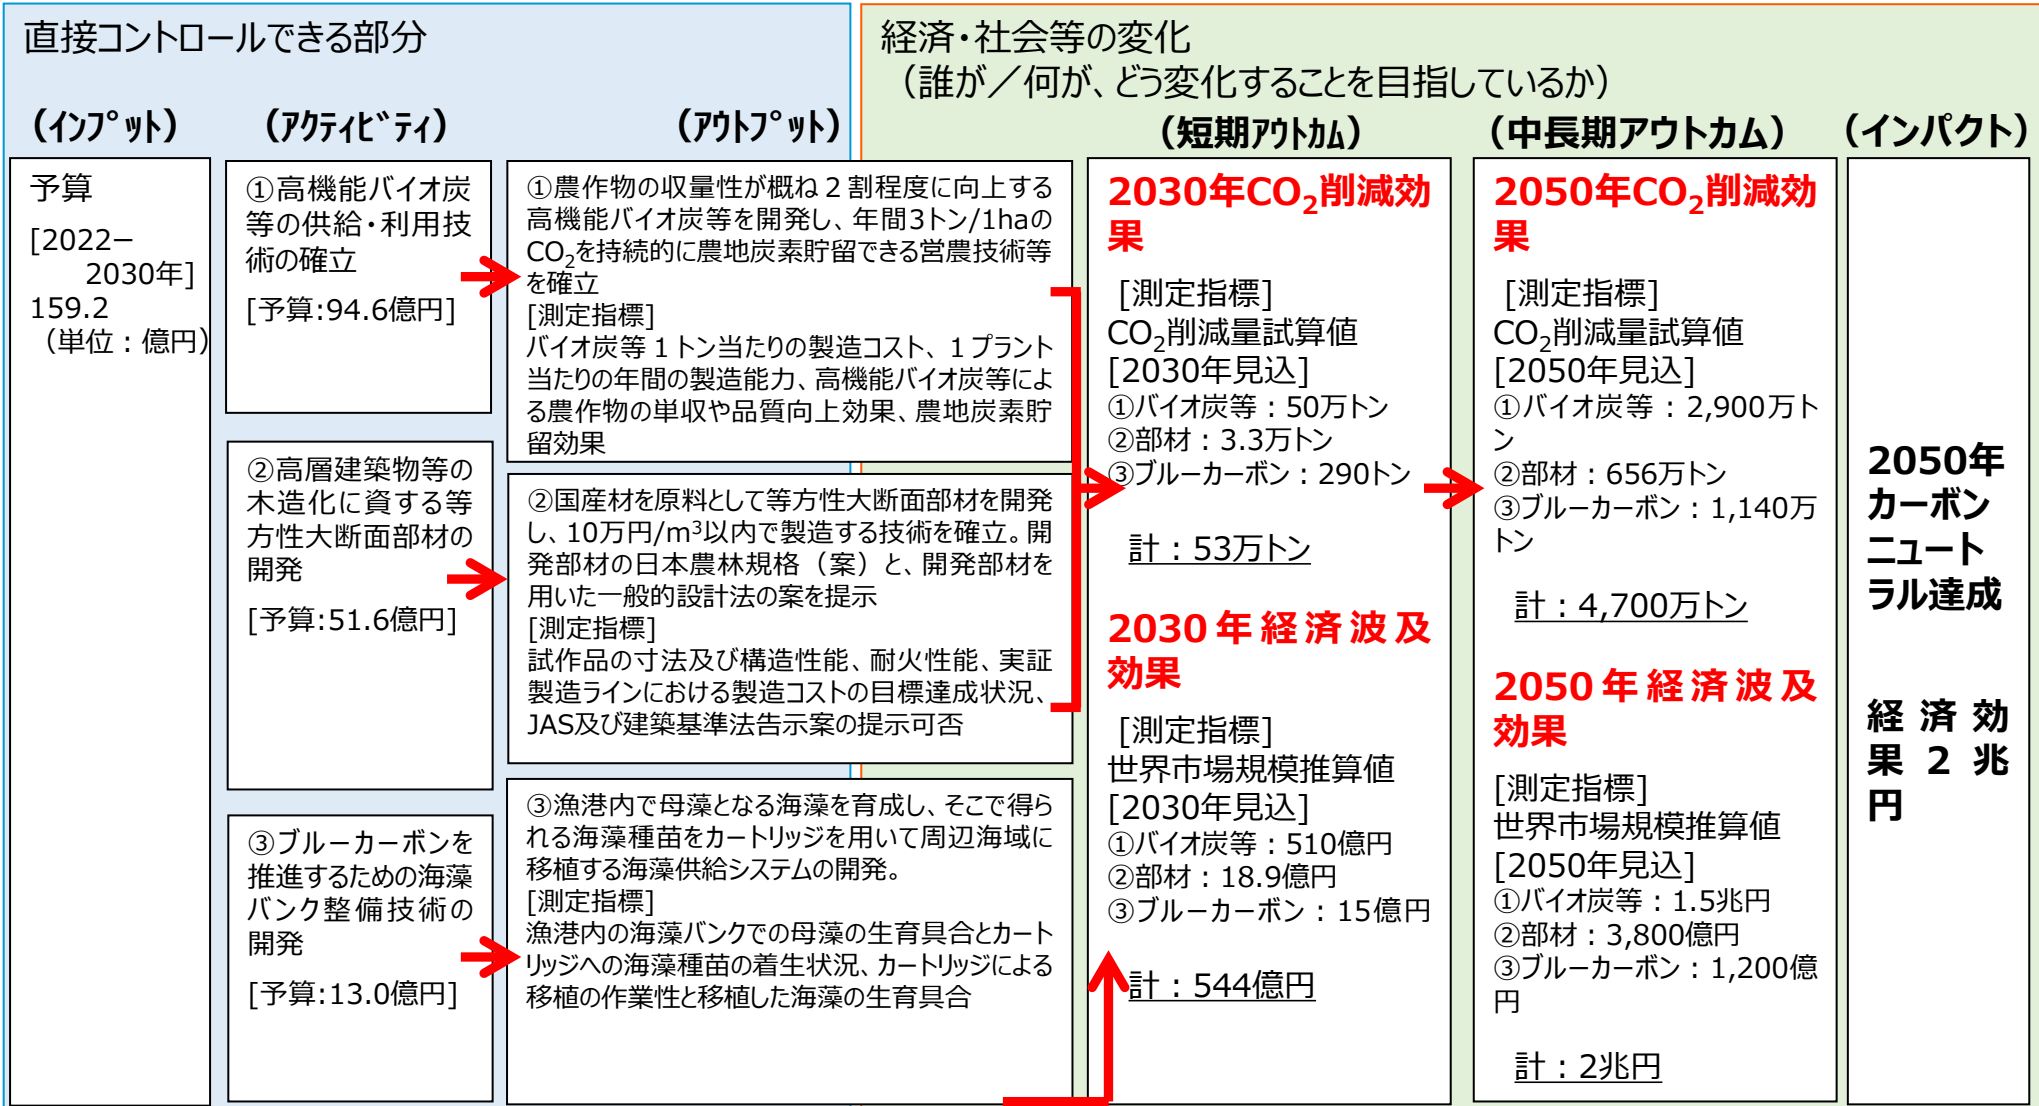 直接コントロールできる部分
経済・社会等の変化
（誰が／何が、どう変化することを目指しているか）
（ｲﾝﾌﾟｯﾄ）
（ｱｸﾃｨﾋﾞﾃｨ）
（ｱｳﾄﾌﾟｯﾄ）
（短期ｱｳﾄｶﾑ）
（中長期アウトカム）
（インパクト）
予算
[2022－
2030年]
159.2
（単位：億円）
①高機能バイオ炭
等の供給・利用技
術の確立
[予算:94.6億円]
②高層建築物等の
木造化に資する等
方性大断面部材の
開発
[予算:51.6億円]
③ブルーカーボンを
推進するための海藻
バンク整備技術の
開発
[予算:13.0億円]
①農作物の収量性が概ね２割程度に向上する
高機能バイオ炭等を開発し、年間3トン/1haの
CO₂を持続的に農地炭素貯留できる営農技術等
を確立
[測定指標]
バイオ炭等１トン当たりの製造コスト、１プラント
当たりの年間の製造能力、高機能バイオ炭等によ
る農作物の単収や品質向上効果、農地炭素貯
留効果
②国産材を原料として等方性大断面部材を開発
し、10万円/m³以内で製造する技術を確立。開
発部材の日本農林規格（案）と、開発部材を
用いた一般的設計法の案を提示
[測定指標]
試作品の寸法及び構造性能、耐火性能、実証
製造ラインにおける製造コストの目標達成状況、
JAS及び建築基準法告示案の提示可否
③漁港内で母藻となる海藻を育成し、そこで得ら
れる海藻種苗をカートリッジを用いて周辺海域に
移植する海藻供給システムの開発。
[測定指標]
漁港内の海藻バンクでの母藻の生育具合とカート
リッジへの海藻種苗の着生状況、カートリッジによる
移植の作業性と移植した海藻の生育具合
2030年CO₂削減効
果
[測定指標]
CO₂削減量試算値
[2030年見込]
①バイオ炭等：50万トン
②部材：3.3万トン
③ブルーカーボン：290トン
計：53万トン
2030年経済波及
効果
[測定指標]
世界市場規模推算値
[2030年見込]
①バイオ炭等：510億円
②部材：18.9億円
③ブルーカーボン：15億円
計：544億円
2050年CO₂削減効
果
[測定指標]
CO₂削減量試算値
[2050年見込]
①バイオ炭等：2,900万ト
ン
②部材：656万トン
③ブルーカーボン：1,140万
トン
計：4,700万トン
2050年経済波及
効果
[測定指標]
世界市場規模推算値
[2050年見込]
①バイオ炭等：1.5兆円
②部材：3,800億円
③ブルーカーボン：1,200億
円
計：2兆円
2050年
カーボン
ニュート
ラル達成
経済効
果２兆
円